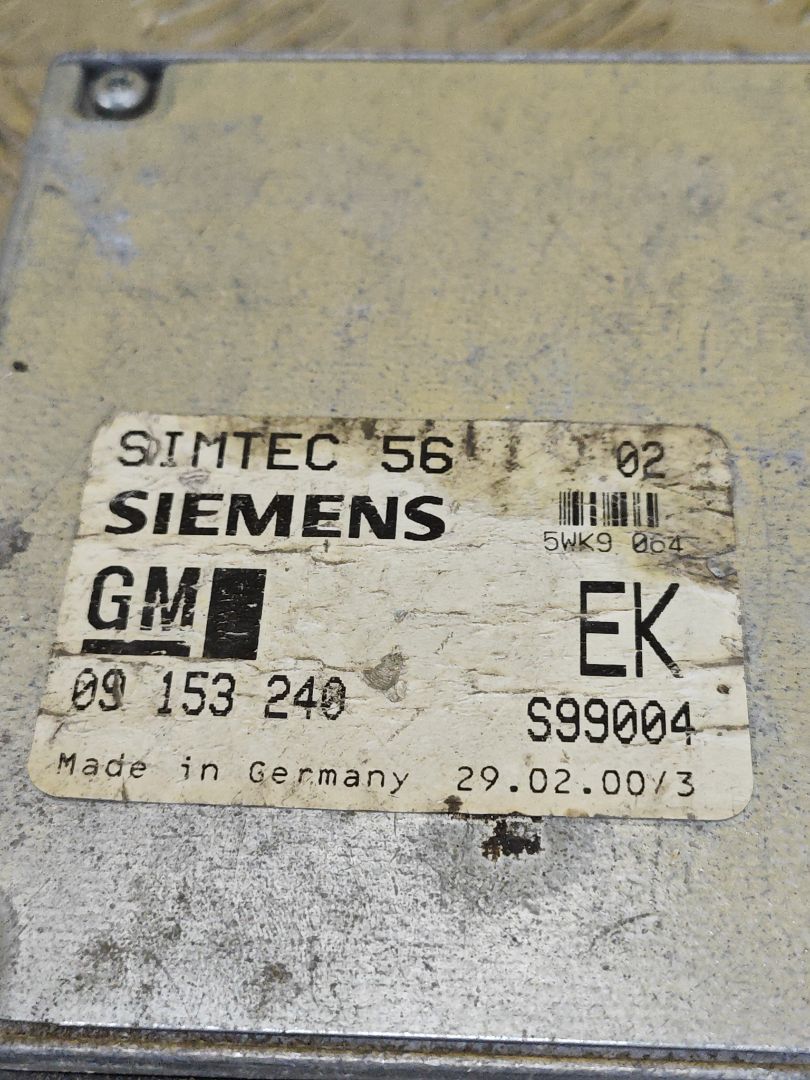 SIMTEC 56 02
SIEMENS
5WK9 064
GM EK
09 153 240 S99004
Made in Germany 29.02.00/3